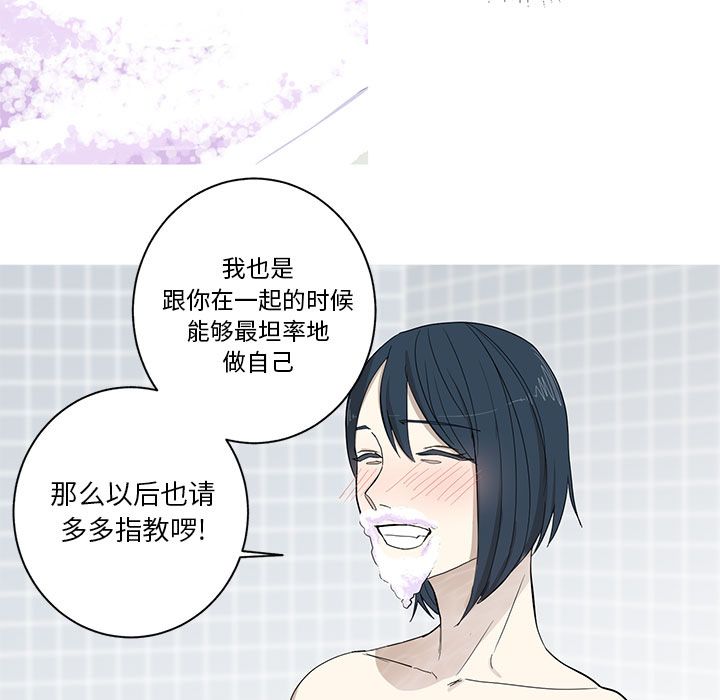 我也是
跟你在一起的时候
能够最坦率地
做自己
那么以后也请
多多指教啰!